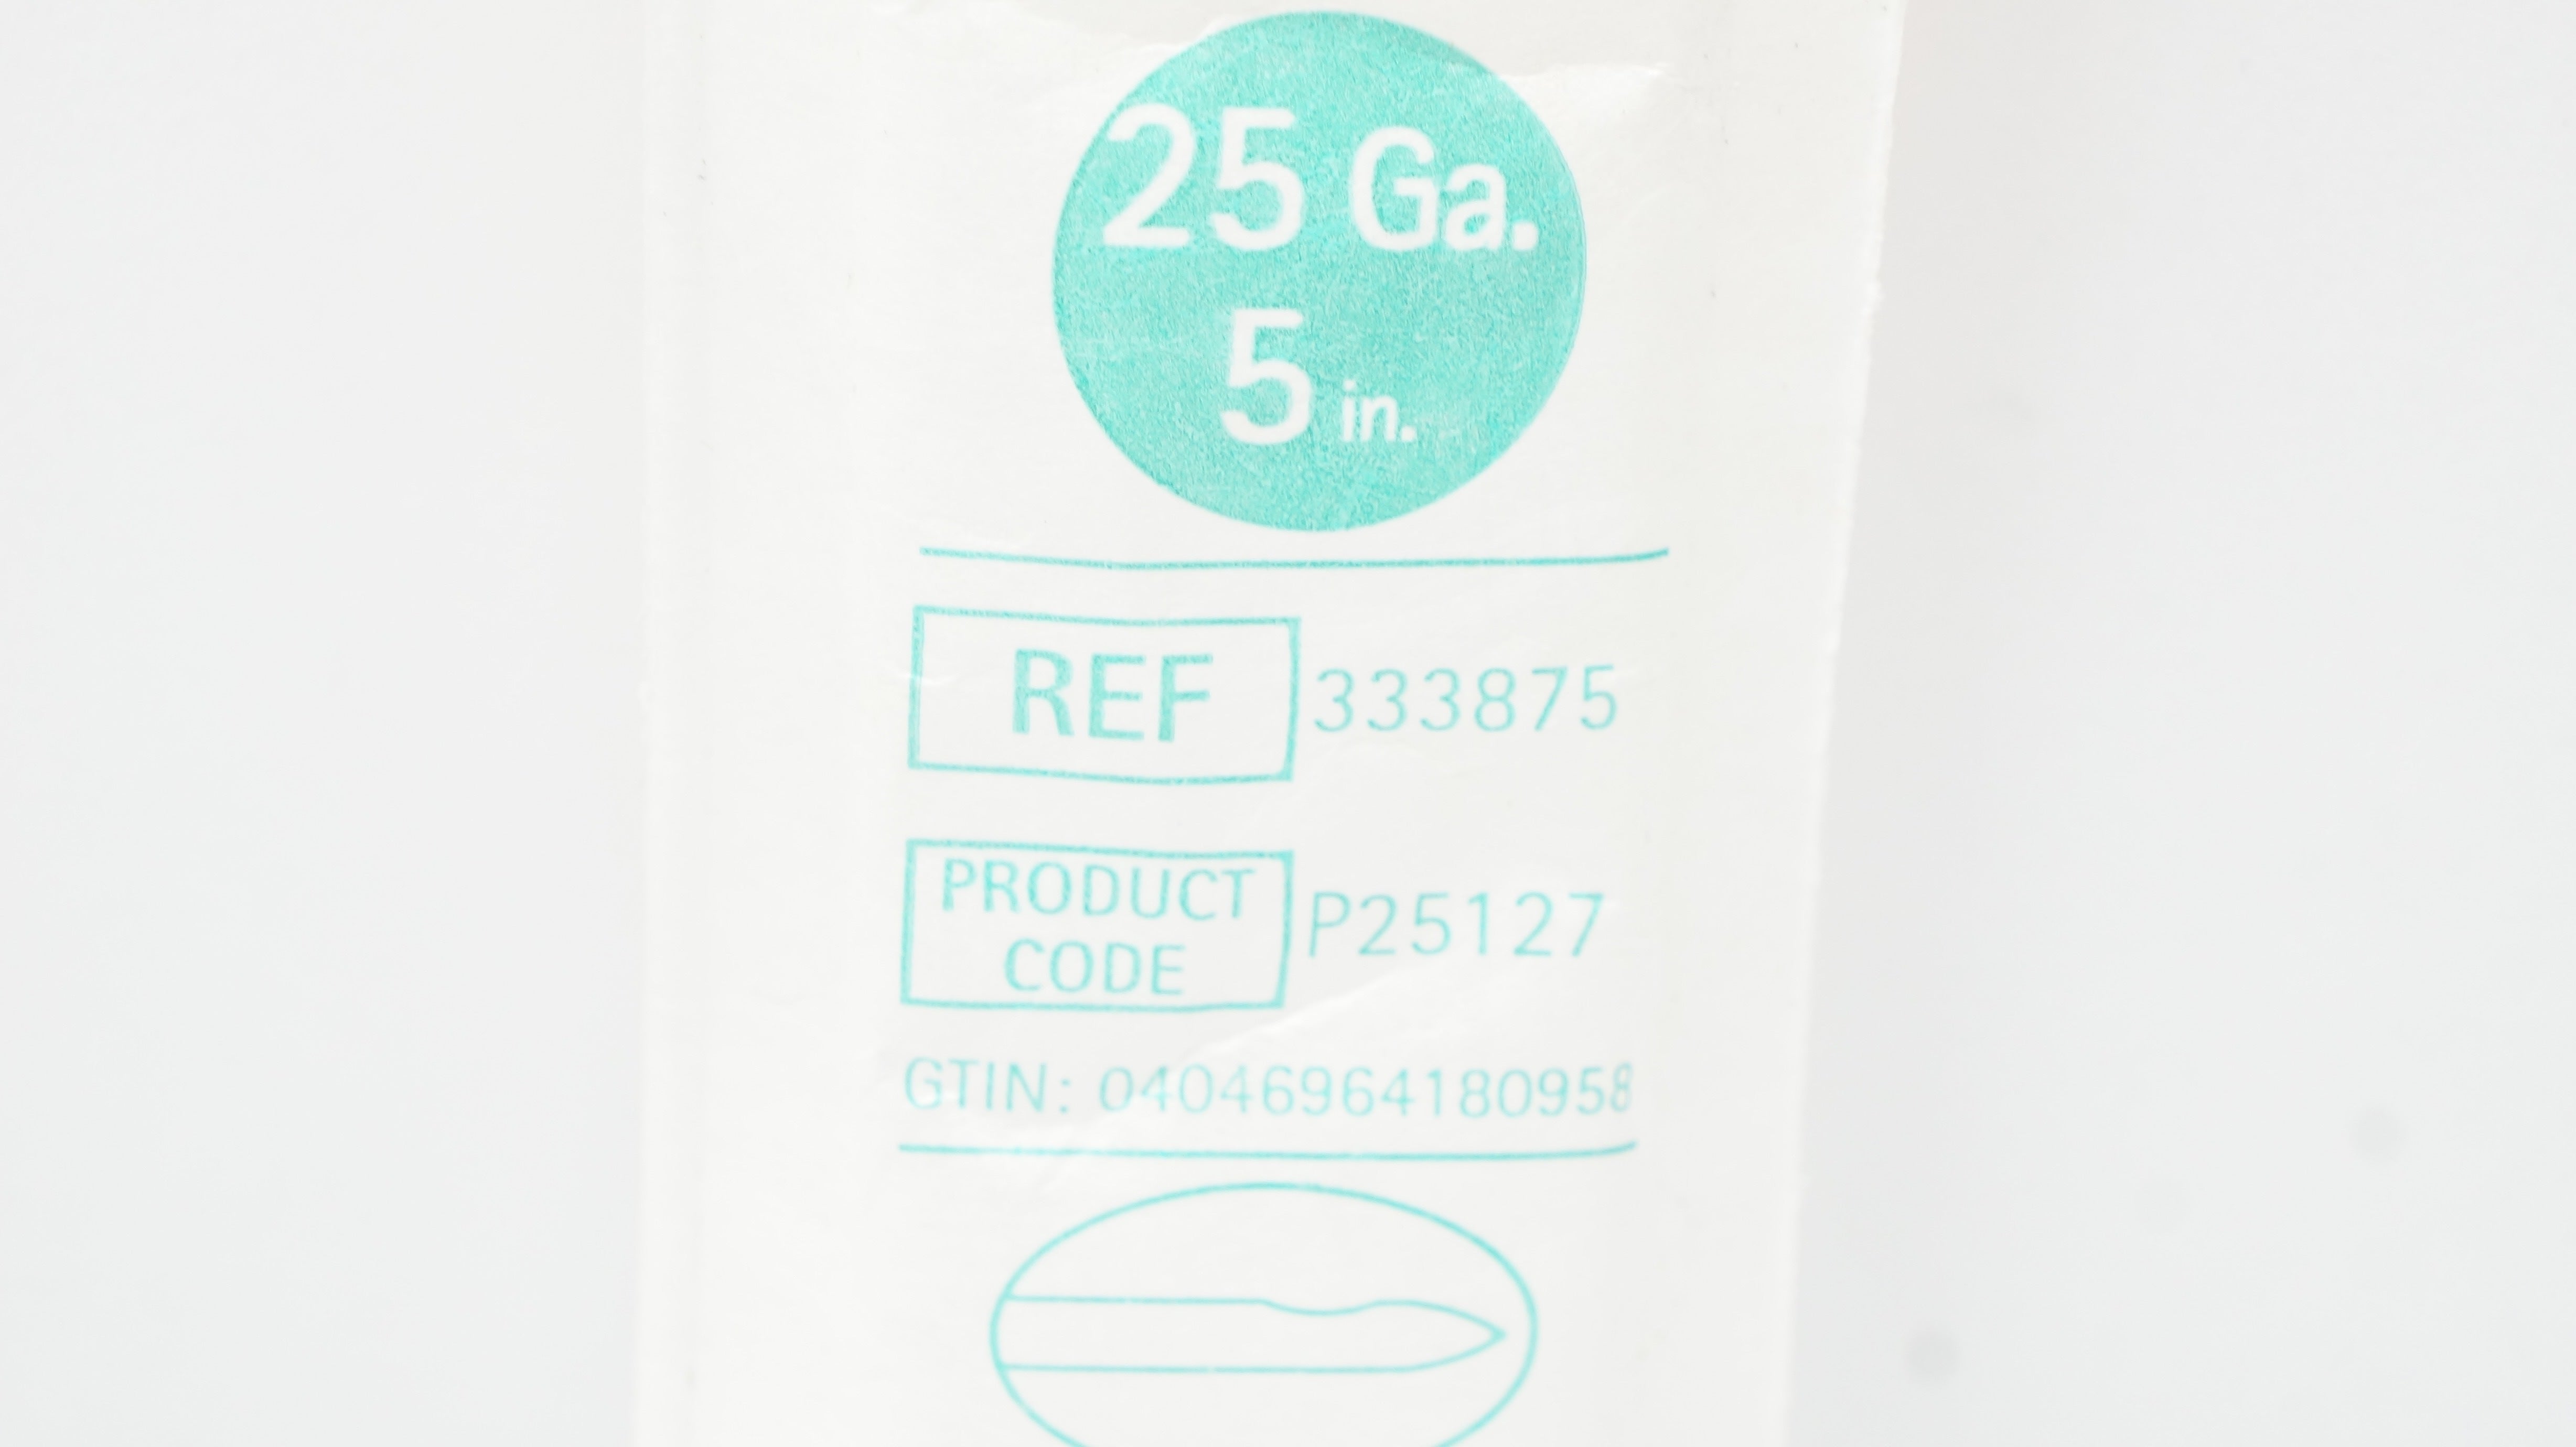 25 Ga.
5 in.
REF 333875
PRODUCT
CODE P25127
GTIN: 04046964180958